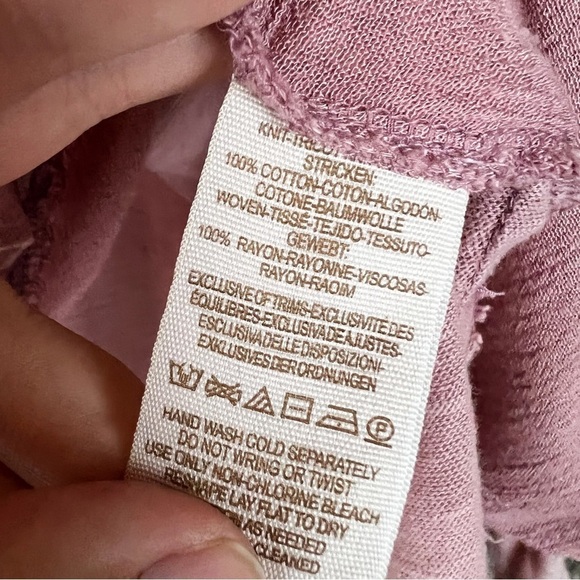 KNIT-TRICOT
STRICKEN:
100% COTTON-COTON-ALGODÓN-
COTONE-BAUMWOLLE
WOVEN-TISSÉ-TEJIDO-TESSUTO-
GEWEBT:
100% RAYON-RAYONNE-VISCOSAS-
RAYON-RAOIM
EXCLUSIVE OF TRIMS-EXCLUSIVITE DES
EQUILIBRES-EXCLUSIVA DE AJUSTES-
ESCLUSIVA DELLE DISPOSIZIONI-
EXKLUSIVES DER ORDNUNGEN
P
HAND WASH COLD SEPARATELY
DO NOT WRING OR TWIST
USE ONLY NON-CHLORINE BLEACH
RESHAPE LAY FLAT TO DRY
AS NEEDED
CLEANED